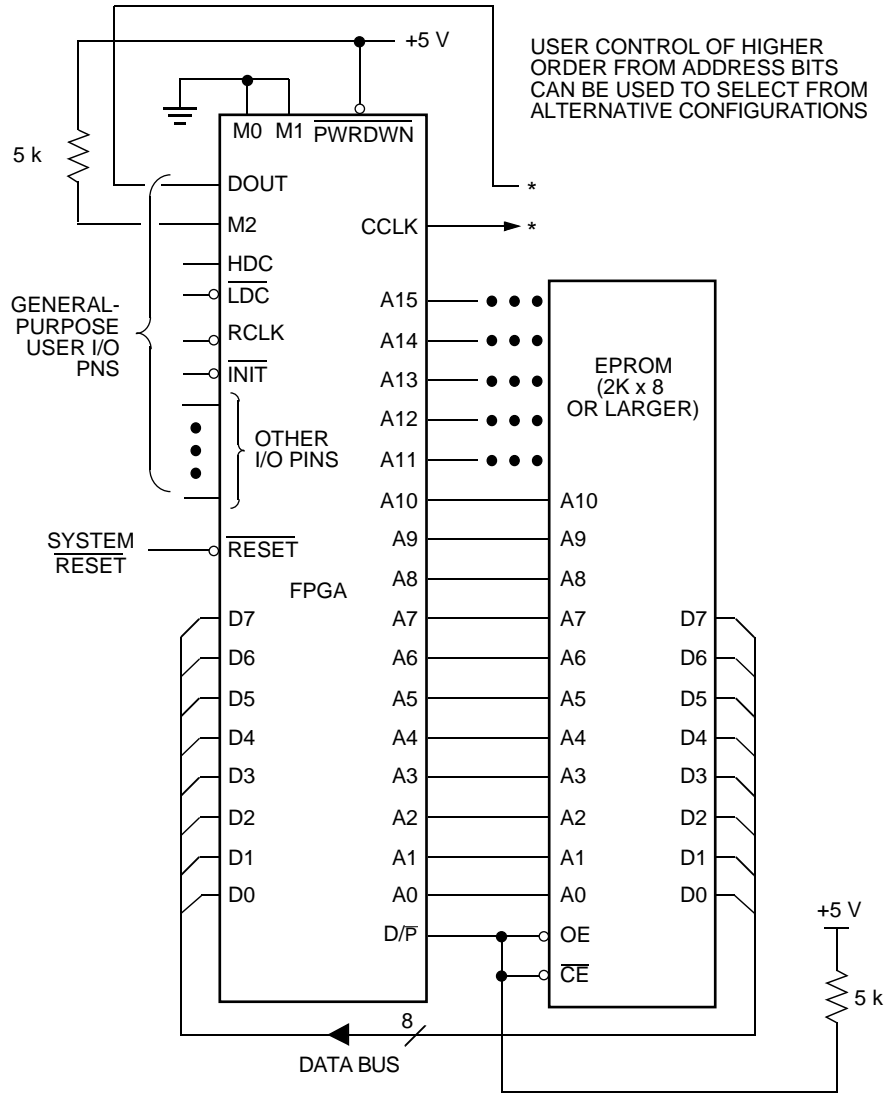 +5 V
USER CONTROL OF HIGHER
ORDER FROM ADDRESS BITS
CAN BE USED TO SELECT FROM
ALTERNATIVE CONFIGURATIONS
M0 M1 PWRDWN
5 k
DOUT
*
M2
CCLK
*
HDC
LDC
GENERAL-
PURPOSE
USER I/O
PNS
RCLK
INIT
OTHER
I/O PINS
A15
A14
A13
A12
A11
EPROM
(2K x 8
OR LARGER)
A10 A10
SYSTEM
RESET
RESET
FPGA
A9 A9
A8 A8
D7 A7 A7 D7
D6 A6 A6 D6
D5 A5 A5 D5
D4 A4 A4 D4
D3 A3 A3 D3
D2 A2 A2 D2
D1 A1 A1 D1
D0 A0 A0 D0
D/P OE
CE
+5 V
5 k
8
DATA BUS